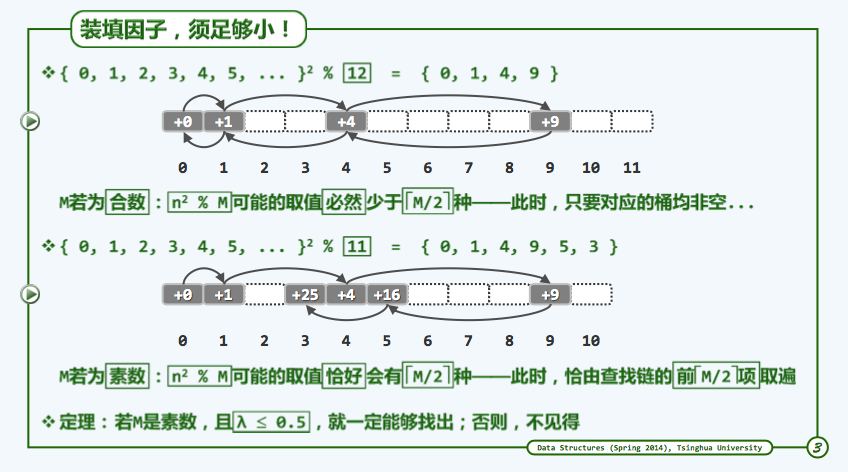 装填因子，须足够小！
❖{ 0, 1, 2, 3, 4, 5, ... }² % 12 = { 0, 1, 4, 9 }
+0 +1 +4 +9
0 1 2 3 4 5 6 7 8 9 10 11
M若为合数：n² % M可能的取值必然少于⌈M/2⌉种——此时，只要对应的桶均非空...
❖{ 0, 1, 2, 3, 4, 5, ... }² % 11 = { 0, 1, 4, 9, 5, 3 }
+0 +1 +25 +4 +16 +9
0 1 2 3 4 5 6 7 8 9 10
M若为素数：n² % M可能的取值恰好会有⌈M/2⌉种——此时，恰由查找链的前⌈M/2⌉项取遍
❖定理：若M是素数，且λ ≤ 0.5，就一定能够找出；否则，不见得
Data Structures (Spring 2014), Tsinghua University
3